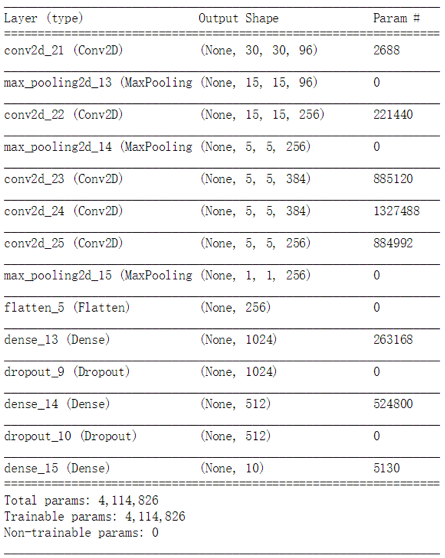 Layer (type) Output Shape Param #
conv2d_21 (Conv2D) (None, 30, 30, 96) 2688
max_pooling2d_13 (MaxPooling (None, 15, 15, 96) 0
conv2d_22 (Conv2D) (None, 15, 15, 256) 221440
max_pooling2d_14 (MaxPooling (None, 5, 5, 256) 0
conv2d_23 (Conv2D) (None, 5, 5, 384) 885120
conv2d_24 (Conv2D) (None, 5, 5, 384) 1327488
conv2d_25 (Conv2D) (None, 5, 5, 256) 884992
max_pooling2d_15 (MaxPooling (None, 1, 1, 256) 0
flatten_5 (Flatten) (None, 256) 0
dense_13 (Dense) (None, 1024) 263168
dropout_9 (Dropout) (None, 1024) 0
dense_14 (Dense) (None, 512) 524800
dropout_10 (Dropout) (None, 512) 0
dense_15 (Dense) (None, 10) 5130
Total params: 4,114,826
Trainable params: 4,114,826
Non-trainable params: 0